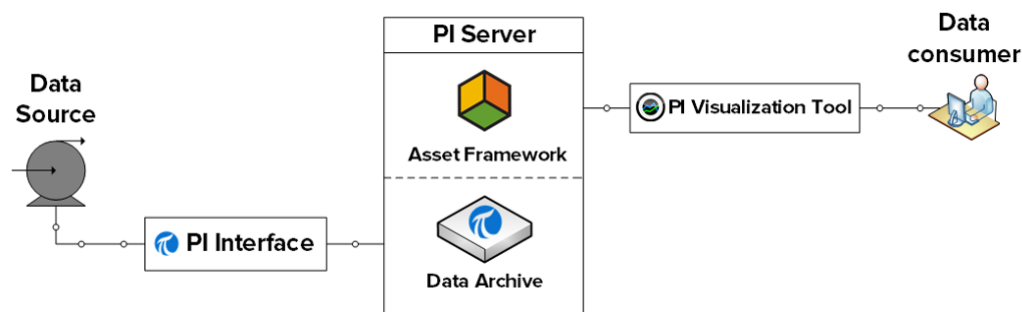 Data
Source
PI Interface
PI Server
Asset Framework
Data Archive
PI Visualization Tool
Data
consumer